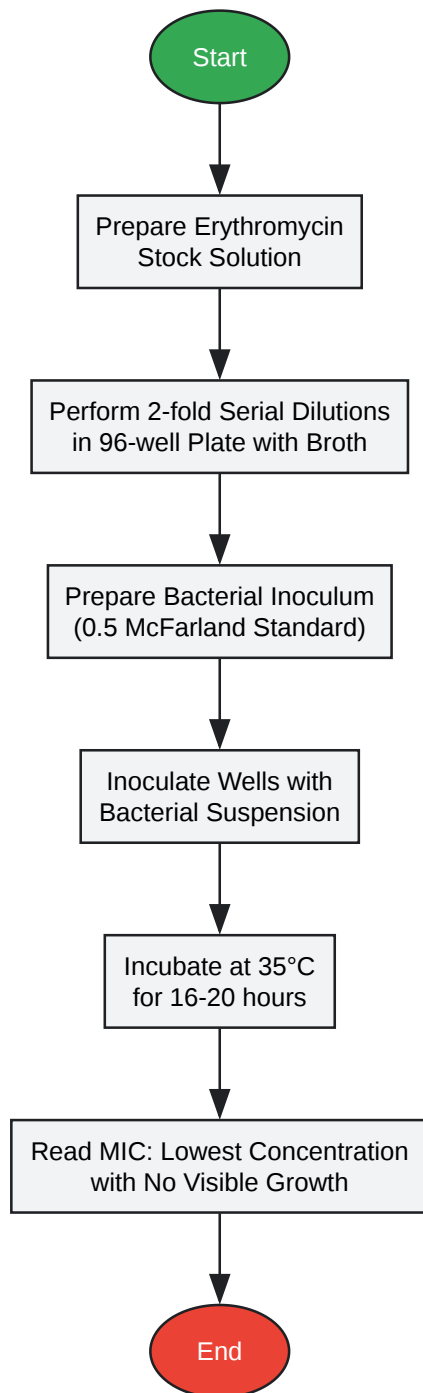 Start
Prepare Erythromycin
Stock Solution
Perform 2-fold Serial Dilutions
in 96-well Plate with Broth
Prepare Bacterial Inoculum
(0.5 McFarland Standard)
Inoculate Wells with
Bacterial Suspension
Incubate at 35°C
for 16-20 hours
Read MIC: Lowest Concentration
with No Visible Growth
End